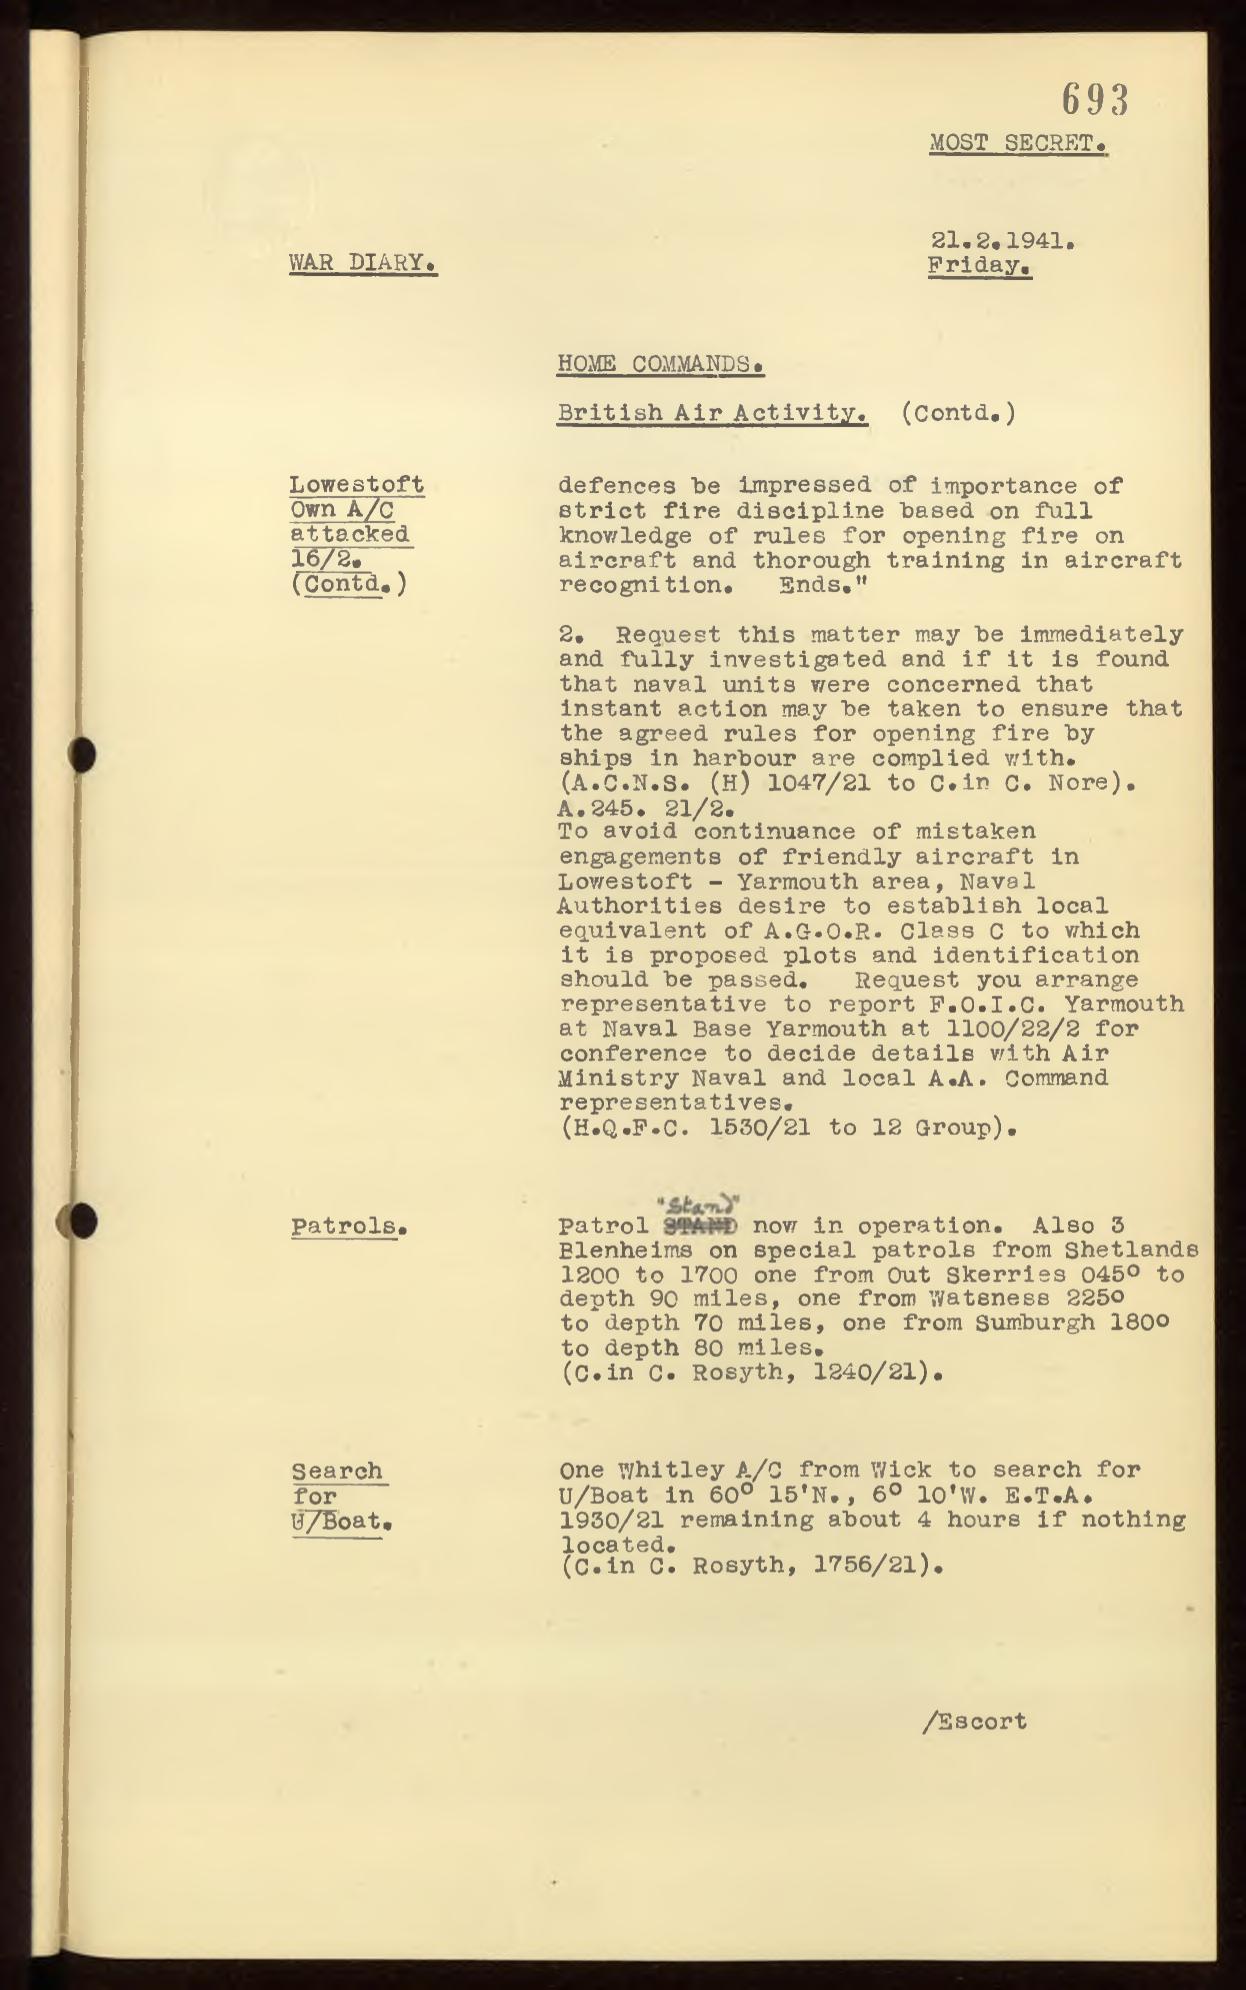 693
MOST SECRET.
21.2.1941.
WAR DIARY.
Friday.
HOME COMMANDS.
British Air Activity. (Contd.)
Lowestoft
Own A/C
attacked
16/2.
(Contd.)
defences be impressed of importance of
strict fire discipline based on full
knowledge of rules for opening fire on
aircraft and thorough training in aircraft
recognition. Ends."
2. Request this matter may be immediately
and fully investigated and if it is found
that naval units were concerned that
instant action may be taken to ensure that
the agreed rules for opening fire by
ships in harbour are complied with.
(A.C.N.S. (H) 1047/21 to C.in C. Nore).
A.245. 21/2.
To avoid continuance of mistaken
engagements of friendly aircraft in
Lowestoft - Yarmouth area, Naval
Authorities desire to establish local
equivalent of A.G.O.R. Class C to which
it is proposed plots and identification
should be passed. Request you arrange
representative to report F.O.I.C. Yarmouth
at Naval Base Yarmouth at 1100/22/2 for
conference to decide details with Air
Ministry Naval and local A.A. Command
representatives.
(H.Q.F.C. 1530/21 to 12 Group).
"Stand"
Patrols.
Patrol STAND now in operation. Also 3
Blenheims on special patrols from Shetlands
1200 to 1700 one from Out Skerries 045° to
depth 90 miles, one from Watsness 225°
to depth 70 miles, one from Sumburgh 180°
to depth 80 miles.
(C.in C. Rosyth, 1240/21).
Search
for
U/Boat.
One Whitley A/C from Wick to search for
U/Boat in 60° 15'N., 6° 10'W. E.T.A.
1930/21 remaining about 4 hours if nothing
located.
(C.in C. Rosyth, 1756/21).
/Escort